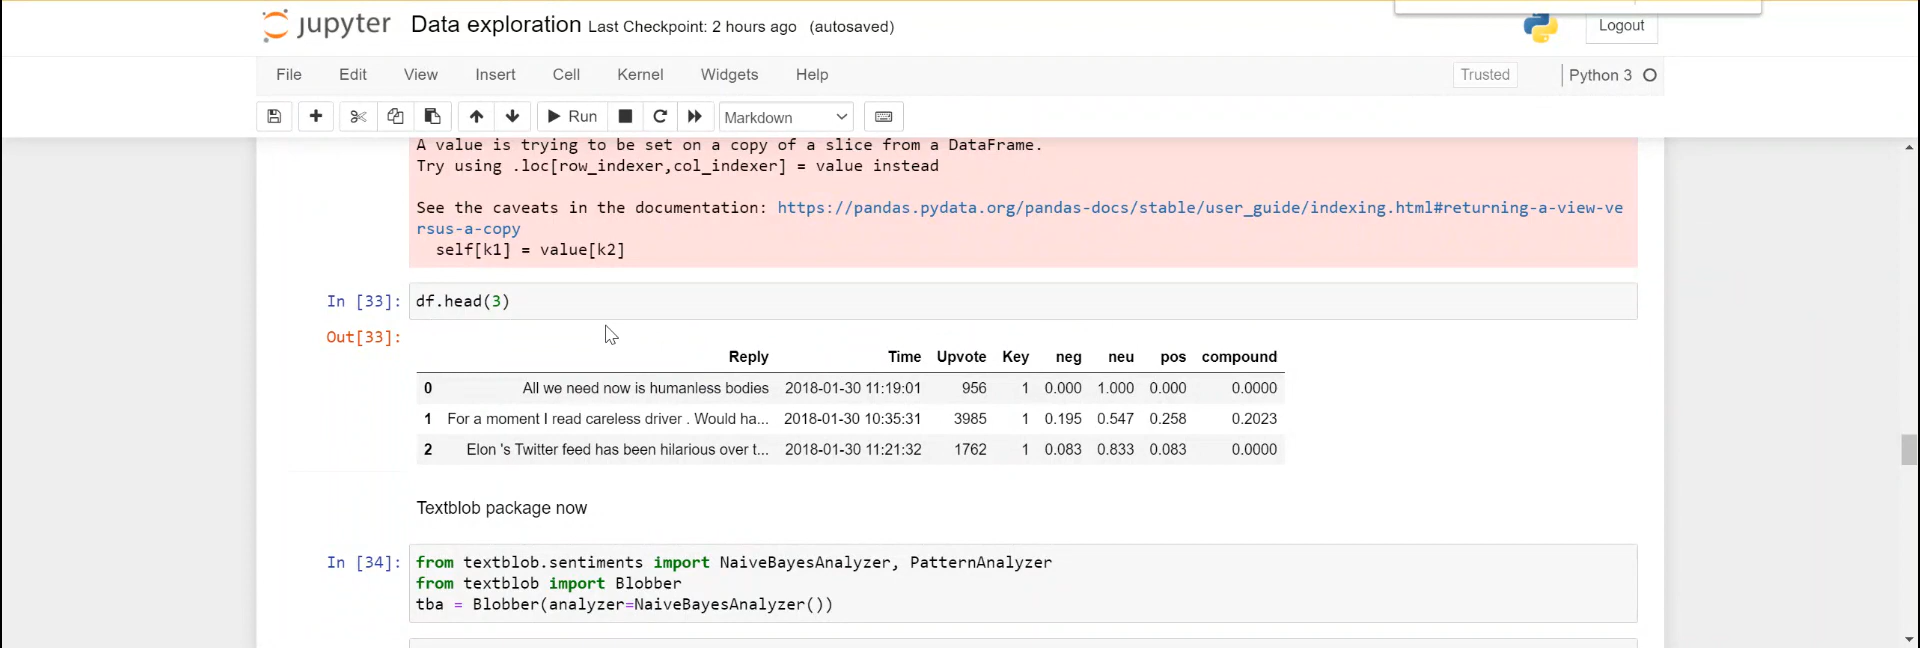 jupyter Data exploration Last Checkpoint: 2 hours ago (autosaved)
Logout
File Edit View Insert Cell Kernel Widgets Help
Trusted Python 3
Run Markdown
A value is trying to be set on a copy of a slice from a DataFrame.
Try using .loc[row_indexer,col_indexer] = value instead
See the caveats in the documentation: https://pandas.pydata.org/pandas-docs/stable/user_guide/indexing.html#returning-a-view-ve
rsus-a-copy
self[k1] = value[k2]
In [33]: df.head(3)
Out[33]:
Reply Time Upvote Key neg neu pos compound
0 All we need now is humanless bodies 2018-01-30 11:19:01 956 1 0.000 1.000 0.000 0.0000
1 For a moment I read careless driver . Would ha... 2018-01-30 10:35:31 3985 1 0.195 0.547 0.258 0.2023
2 Elon 's Twitter feed has been hilarious over t... 2018-01-30 11:21:32 1762 1 0.083 0.833 0.083 0.0000
Textblob package now
In [34]: from textblob.sentiments import NaiveBayesAnalyzer, PatternAnalyzer
from textblob import Blobber
tba = Blobber(analyzer=NaiveBayesAnalyzer())